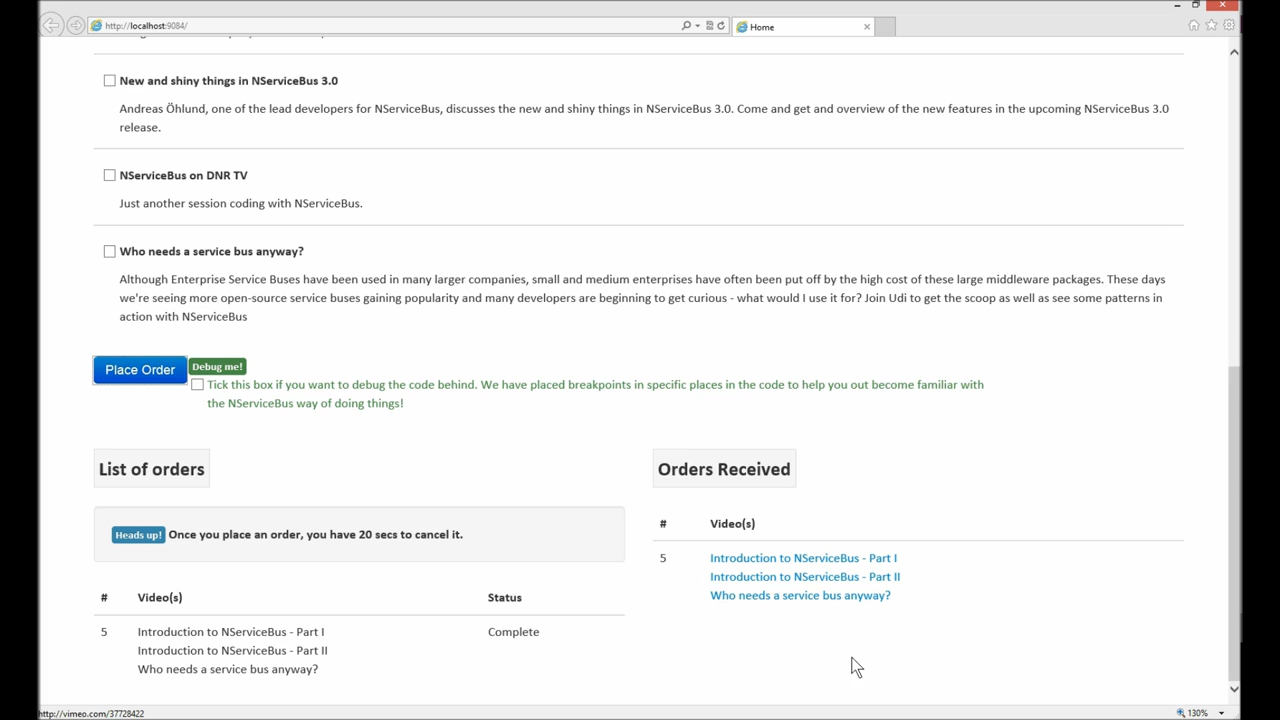 http://localhost:9084/
Home
New and shiny things in NServiceBus 3.0
Andreas Öhlund, one of the lead developers for NServiceBus, discusses the new and shiny things in NServiceBus 3.0. Come and get and overview of the new features in the upcoming NServiceBus 3.0
release.
NServiceBus on DNR TV
Just another session coding with NServiceBus.
Who needs a service bus anyway?
Although Enterprise Service Buses have been used in many larger companies, small and medium enterprises have often been put off by the high cost of these large middleware packages. These days
we're seeing more open-source service buses gaining popularity and many developers are beginning to get curious - what would I use it for? Join Udi to get the scoop as well as see some patterns in
action with NServiceBus
Place Order
Debug me!
Tick this box if you want to debug the code behind. We have placed breakpoints in specific places in the code to help you out become familiar with
the NServiceBus way of doing things!
List of orders
Heads up! Once you place an order, you have 20 secs to cancel it.
# Video(s) Status
5 Introduction to NServiceBus - Part I Complete
Introduction to NServiceBus - Part II
Who needs a service bus anyway?
Orders Received
# Video(s)
5 Introduction to NServiceBus - Part I
Introduction to NServiceBus - Part II
Who needs a service bus anyway?
http://vimeo.com/37728422
130%